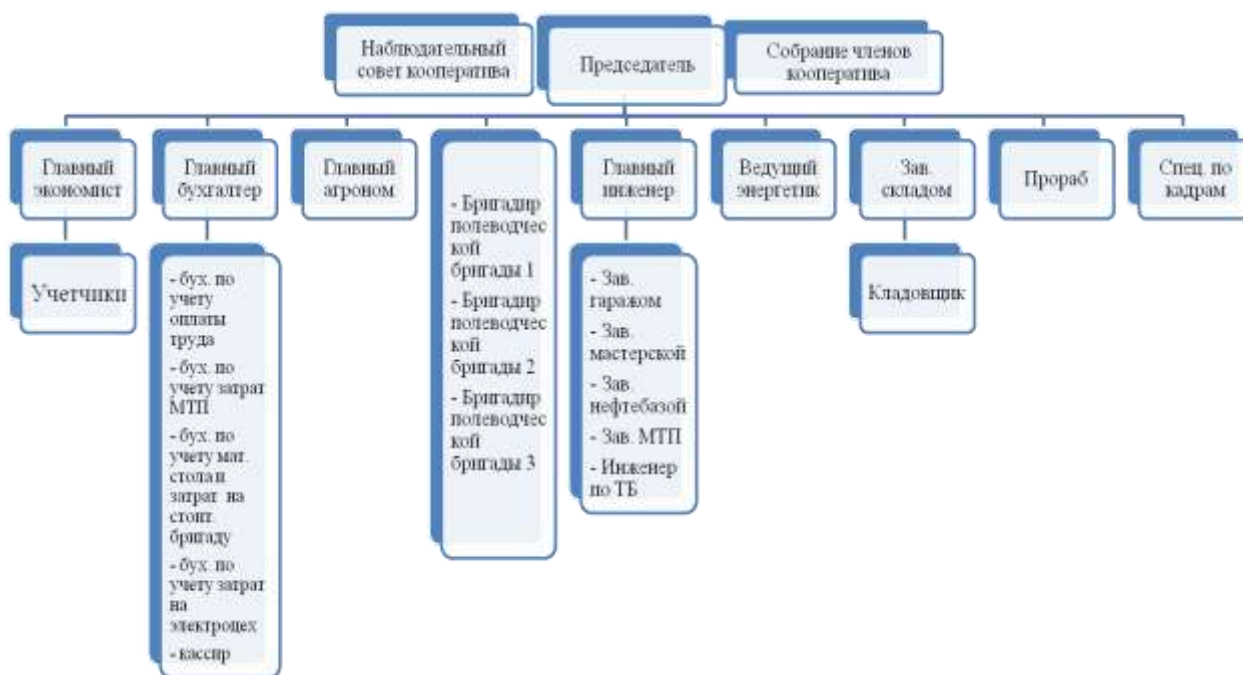 Наблюдательный
совет кооператива
Председатель
Собрание членов
кооператива
Главный
экономист
Главный
бухгалтер
Главный
агроном
- Бригадир
полеводчес
кой
бригады 1
- Бригадир
полеводчес
кой
бригады 2
- Бригадир
полеводчес
кой
бригады 3
Главный
инженер
Ведущий
энергетик
Зав.
складом
Прораб
Спец. по
кадрам
Учетчики
- бух. по
учету
оплаты
труда
- бух. по
учету затрат
МТП
- бух. по
учету мат.
стола и
затрат на
строит.
бригаду
- бух. по
учету затрат
на
электроцех
- кассир
- Зав.
гаражом
- Зав.
мастерской
- Зав.
нефтебазой
- Зав. МТП
- Инженер
по ТБ
Кладовщик